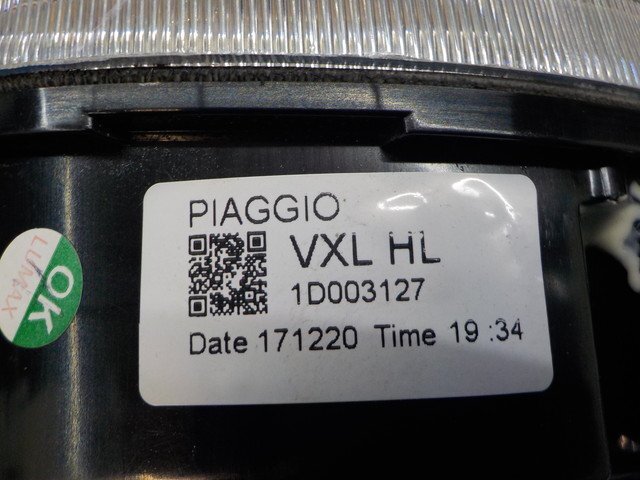 PIAGGIO
VXL HL
1D003127
Date 171220 Time 19 :34
LUMAX
OK